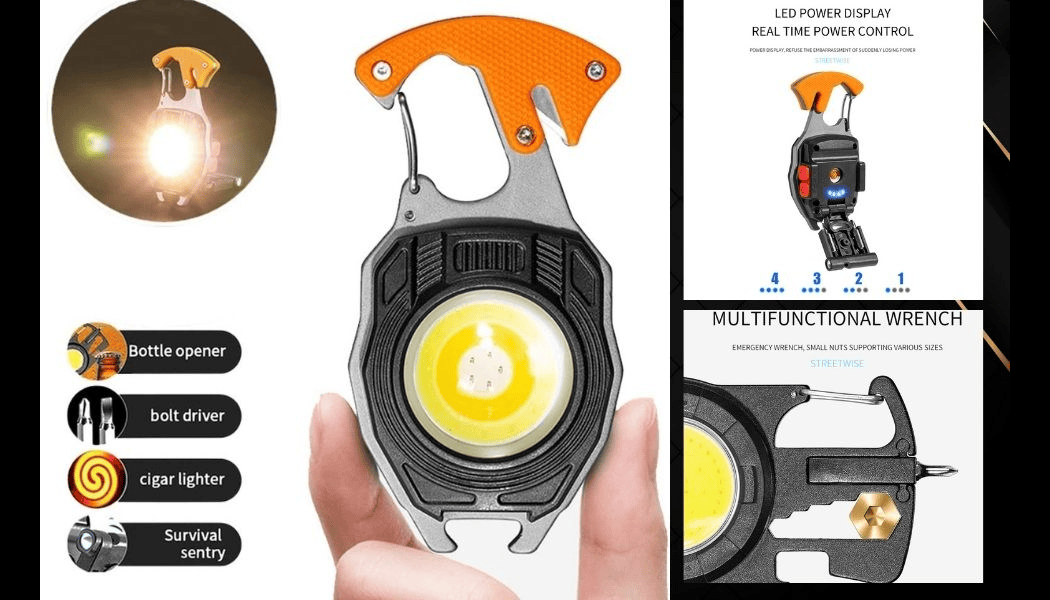 Bottle opener
bolt driver
cigar lighter
Survival
sentry
LED POWER DISPLAY
REAL TIME POWER CONTROL
POWER DISPLAY, REFUSE THE EMBARRASSMENT OF SUDDENLY LOSING POWER
STREETWISE
4 3 2 1
MULTIFUNCTIONAL WRENCH
EMERGENCY WRENCH, SMALL NUTS SUPPORTING VARIOUS SIZES
STREETWISE